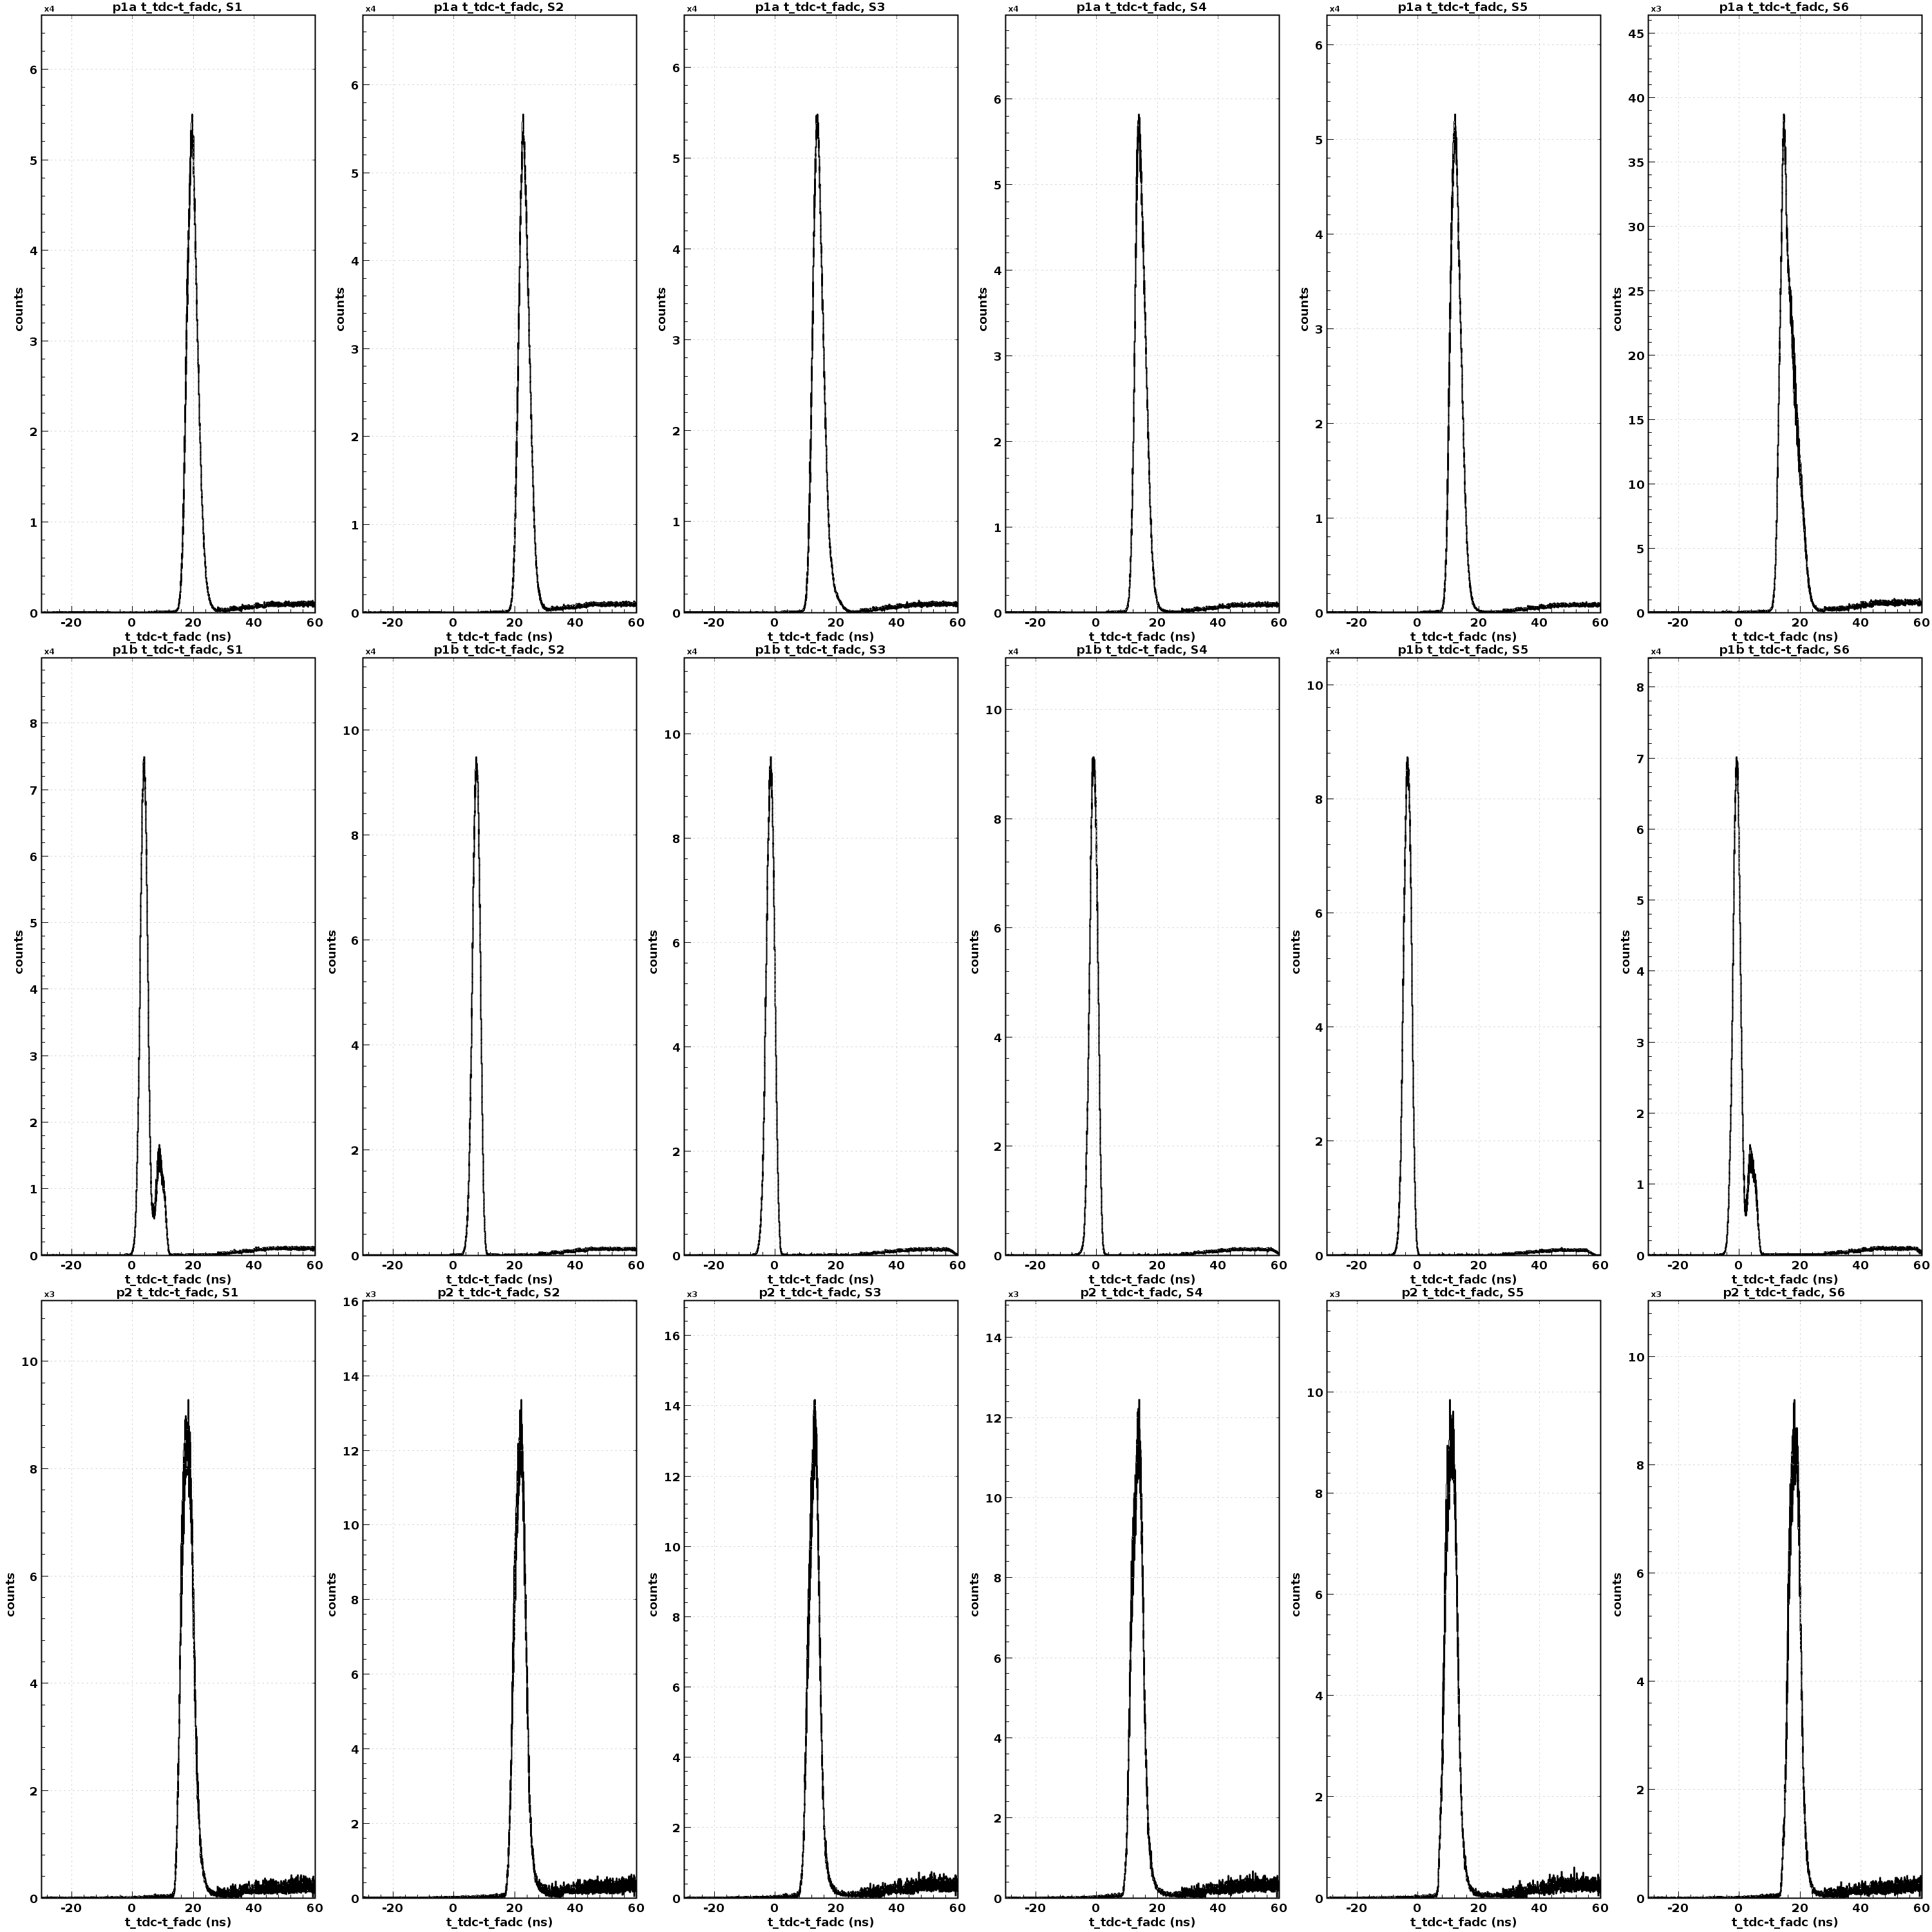 x4 p1a t_tdc-t_fadc, S1
x4 p1a t_tdc-t_fadc, S2
x4 p1a t_tdc-t_fadc, S3
x4 p1a t_tdc-t_fadc, S4
x4 p1a t_tdc-t_fadc, S5
x3 p1a t_tdc-t_fadc, S6
6 5 4 3 2 1 0
6 5 4 3 2 1 0
6 5 4 3 2 1 0
6 5 4 3 2 1 0
6 5 4 3 2 1 0
45 40 35 30 25 20 15 10 5 0
counts
counts
counts
counts
counts
counts
-20 0 20 40 60
-20 0 20 40 60
-20 0 20 40 60
-20 0 20 40 60
-20 0 20 40 60
-20 0 20 40 60
t_tdc-t_fadc (ns)
t_tdc-t_fadc (ns)
t_tdc-t_fadc (ns)
t_tdc-t_fadc (ns)
t_tdc-t_fadc (ns)
t_tdc-t_fadc (ns)
x4 p1b t_tdc-t_fadc, S1
x4 p1b t_tdc-t_fadc, S2
x4 p1b t_tdc-t_fadc, S3
x4 p1b t_tdc-t_fadc, S4
x4 p1b t_tdc-t_fadc, S5
x4 p1b t_tdc-t_fadc, S6
8 7 6 5 4 3 2 1 0
10 8 6 4 2 0
10 8 6 4 2 0
10 8 6 4 2 0
10 8 6 4 2 0
8 7 6 5 4 3 2 1 0
counts
counts
counts
counts
counts
counts
-20 0 20 40 60
-20 0 20 40 60
-20 0 20 40 60
-20 0 20 40 60
-20 0 20 40 60
-20 0 20 40 60
t_tdc-t_fadc (ns)
t_tdc-t_fadc (ns)
t_tdc-t_fadc (ns)
t_tdc-t_fadc (ns)
t_tdc-t_fadc (ns)
t_tdc-t_fadc (ns)
x3 p2 t_tdc-t_fadc, S1
x3 p2 t_tdc-t_fadc, S2
x3 p2 t_tdc-t_fadc, S3
x3 p2 t_tdc-t_fadc, S4
x3 p2 t_tdc-t_fadc, S5
x3 p2 t_tdc-t_fadc, S6
10 8 6 4 2 0
16 14 12 10 8 6 4 2 0
16 14 12 10 8 6 4 2 0
14 12 10 8 6 4 2 0
10 8 6 4 2 0
10 8 6 4 2 0
counts
counts
counts
counts
counts
counts
-20 0 20 40 60
-20 0 20 40 60
-20 0 20 40 60
-20 0 20 40 60
-20 0 20 40 60
-20 0 20 40 60
t_tdc-t_fadc (ns)
t_tdc-t_fadc (ns)
t_tdc-t_fadc (ns)
t_tdc-t_fadc (ns)
t_tdc-t_fadc (ns)
t_tdc-t_fadc (ns)